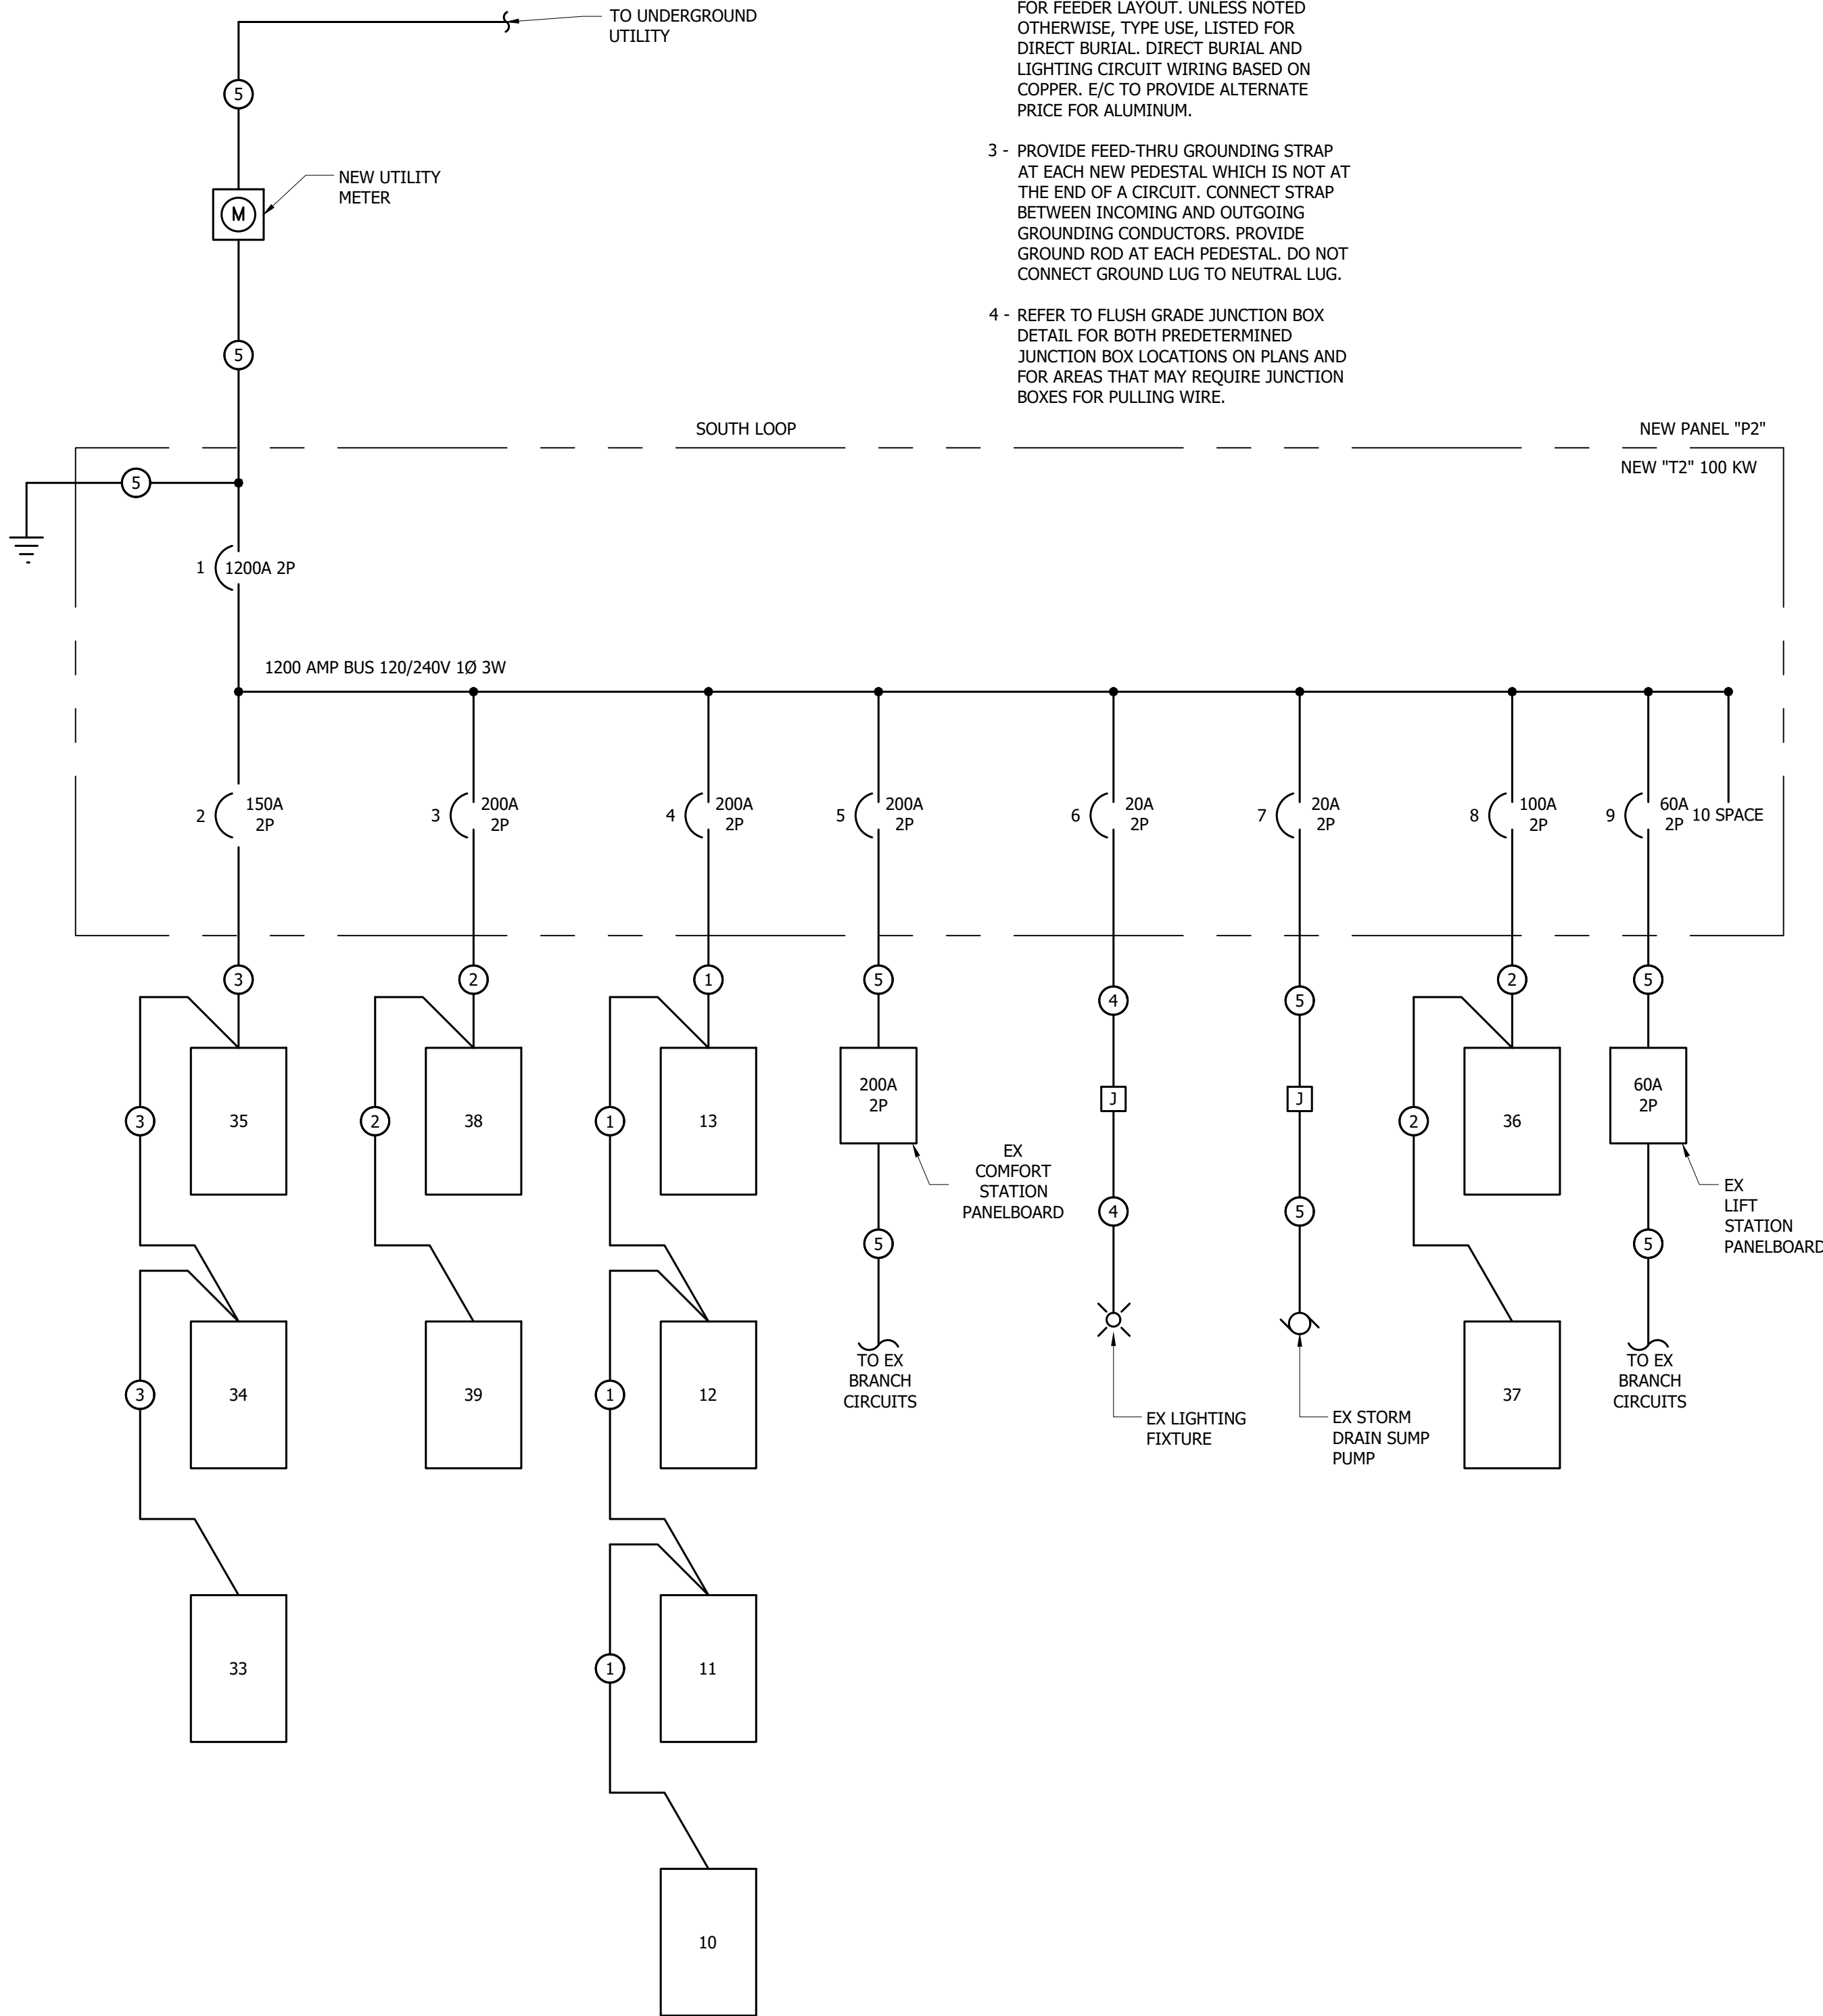 FOR FEEDER LAYOUT. UNLESS NOTED
OTHERWISE, TYPE USE, LISTED FOR
DIRECT BURIAL. DIRECT BURIAL AND
LIGHTING CIRCUIT WIRING BASED ON
COPPER. E/C TO PROVIDE ALTERNATE
PRICE FOR ALUMINUM.
3 - PROVIDE FEED-THRU GROUNDING STRAP
AT EACH NEW PEDESTAL WHICH IS NOT AT
THE END OF A CIRCUIT. CONNECT STRAP
BETWEEN INCOMING AND OUTGOING
GROUNDING CONDUCTORS. PROVIDE
GROUND ROD AT EACH PEDESTAL. DO NOT
CONNECT GROUND LUG TO NEUTRAL LUG.
4 - REFER TO FLUSH GRADE JUNCTION BOX
DETAIL FOR BOTH PREDETERMINED
JUNCTION BOX LOCATIONS ON PLANS AND
FOR AREAS THAT MAY REQUIRE JUNCTION
BOXES FOR PULLING WIRE.
TO UNDERGROUND
UTILITY
5
NEW UTILITY
METER
M
5
SOUTH LOOP
NEW PANEL "P2"
NEW "T2" 100 KW
5
1 1200A 2P
1200 AMP BUS 120/240V 1Ø 3W
2 150A
2P
3 200A
2P
4 200A
2P
5 200A
2P
6 20A
2P
7 20A
2P
8 100A
2P
9 60A
2P
10 SPACE
3
2
1
5
4
5
2
5
3
35
2
38
1
13
200A
2P
J
J
2
36
60A
2P
EX
COMFORT
STATION
PANELBOARD
EX
LIFT
STATION
PANELBOARD
5
4
5
5
3
34
39
1
12
TO EX
BRANCH
CIRCUITS
EX LIGHTING
FIXTURE
EX STORM
DRAIN SUMP
PUMP
37
TO EX
BRANCH
CIRCUITS
33
1
11
10